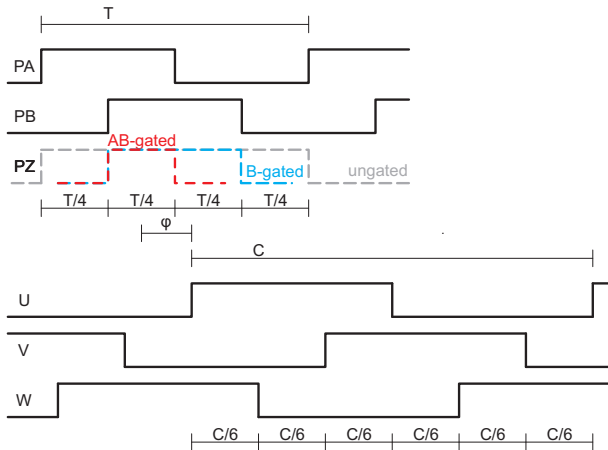 T
PA
PB
AB-gated
PZ
B-gated
ungated
T/4 T/4 T/4 T/4
φ
C
U
V
W
C/6 C/6 C/6 C/6 C/6 C/6